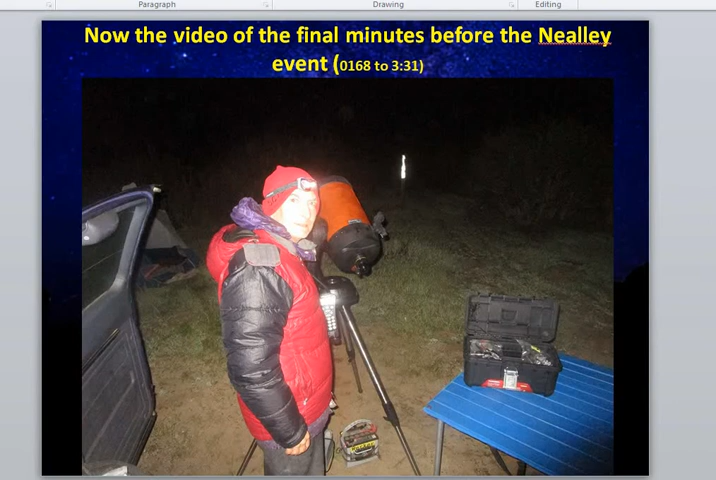 Paragraph Drawing Editing
Now the video of the final minutes before the Nealley
event (0168 to 3:31)